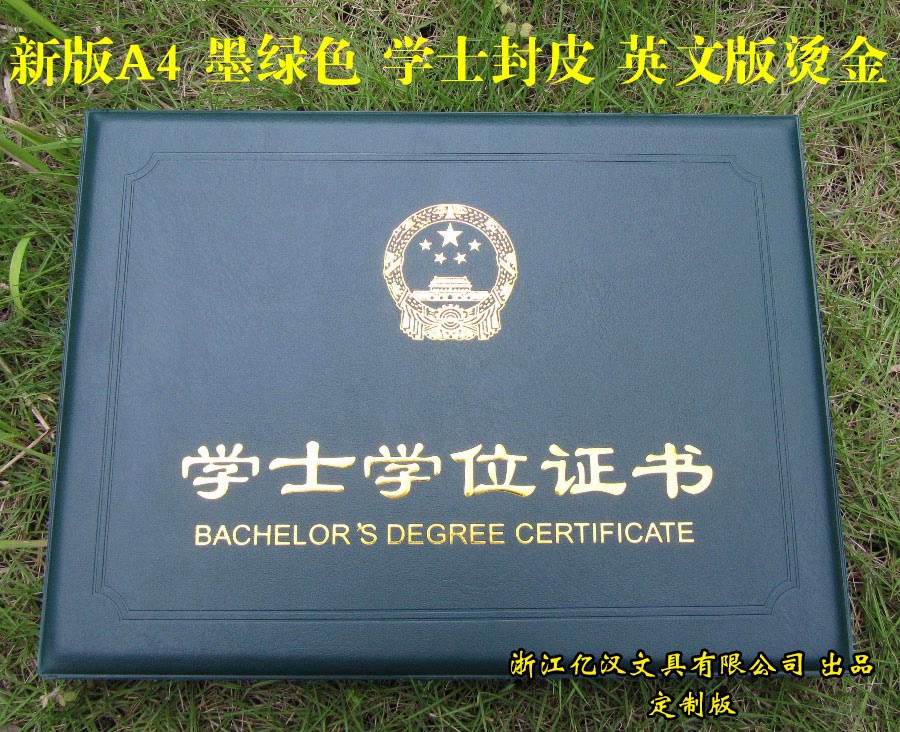 新版A4 墨绿色 学士封皮 英文版烫金
学士学位证书
BACHELOR'S DEGREE CERTIFICATE
浙江亿汉文具有限公司 出品
定制版